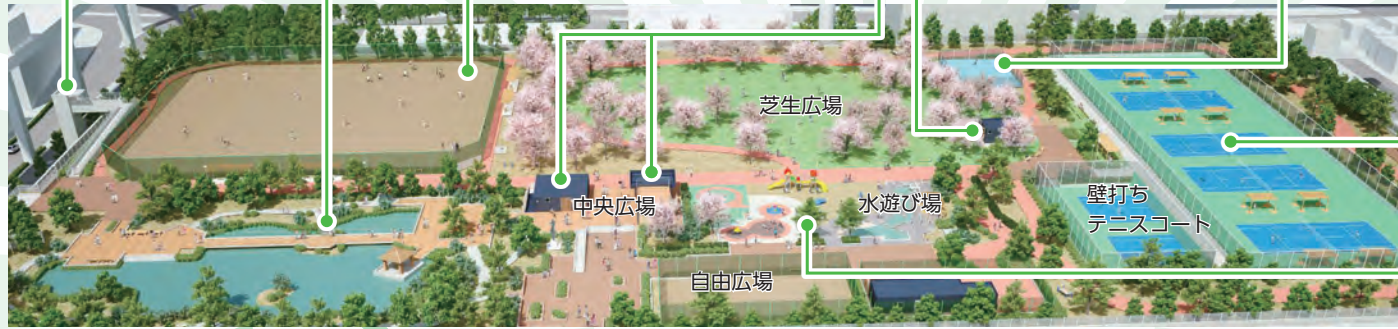 芝生広場
中央広場
水遊び場
壁打ち
テニスコート
自由広場